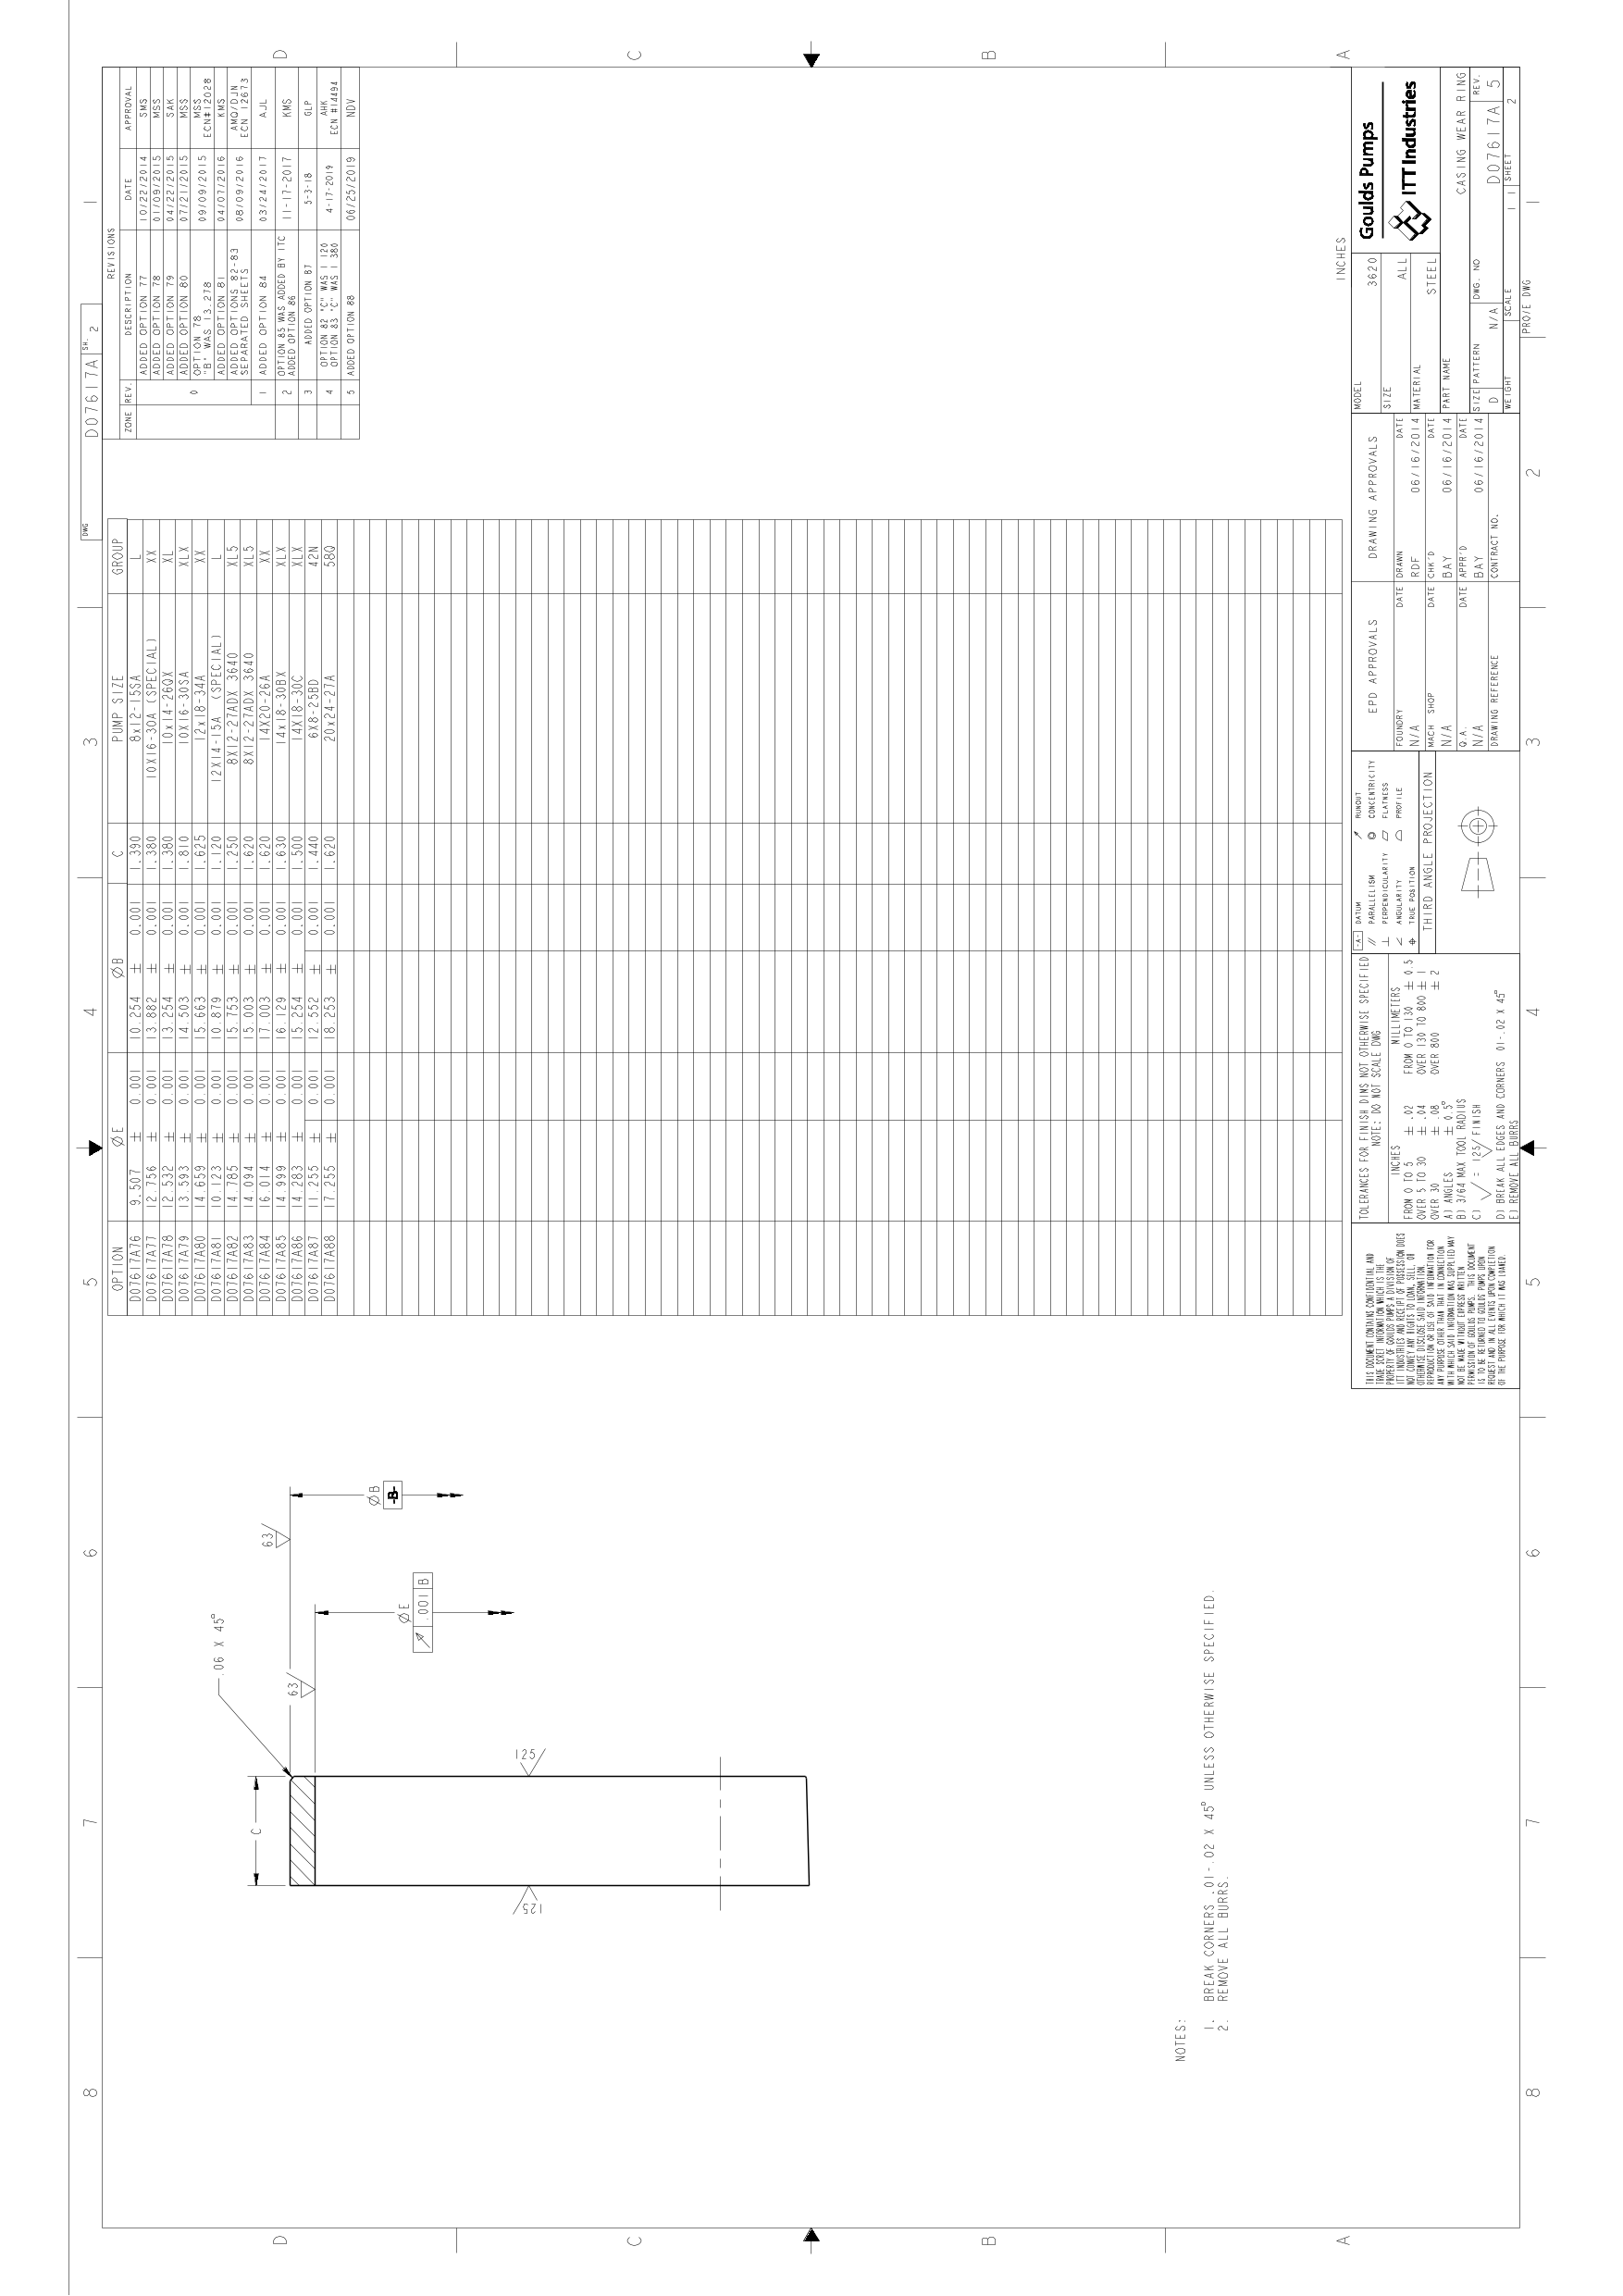 DWG D07617A SH. 2
REVISIONS
ZONE REV. DESCRIPTION DATE APPROVAL
ADDED OPTION 77 10/22/2014 SMS
ADDED OPTION 78 01/09/2015 MSS
ADDED OPTION 79 04/22/2015 SAK
ADDED OPTION 80 07/21/2015 MSS
0 OPTION 78 "B" WAS 13.278 09/09/2015 MSS ECN#12028
ADDED OPTION 81 04/07/2016 KMS
ADDED OPTIONS 82-83 SEPARATED SHEETS 08/09/2016 AMO/DJN ECN 12673
1 ADDED OPTION 84 03/24/2017 AJL
2 OPTION 85 WAS ADDED BY ITC ADDED OPTION 86 11-17-2017 KMS
3 ADDED OPTION 87 5-3-18 GLP
4 OPTION 82 "C" WAS 1.120 OPTION 83 "C" WAS 1.380 4-17-2019 AHK ECN #14494
5 ADDED OPTION 88 06/25/2019 NDV
OPTION ØE ØB C PUMP SIZE GROUP
D07617A76 9.507 ± 0.001 10.254 ± 0.001 1.390 8x12-15SA L
D07617A77 12.756 ± 0.001 13.882 ± 0.001 1.380 10X16-30A (SPECIAL) XX
D07617A78 12.532 ± 0.001 13.254 ± 0.001 1.380 10x14-26QX XL
D07617A79 13.593 ± 0.001 14.503 ± 0.001 1.810 10X16-30SA XLX
D07617A80 14.659 ± 0.001 15.663 ± 0.001 1.625 12x18-34A XX
D07617A81 10.123 ± 0.001 10.879 ± 0.001 1.120 12X14-15A (SPECIAL) L
D07617A82 14.785 ± 0.001 15.753 ± 0.001 1.250 8X12-27ADX 3640 XL5
D07617A83 14.094 ± 0.001 15.003 ± 0.001 1.620 8X12-27ADX 3640 XL5
D07617A84 16.014 ± 0.001 17.003 ± 0.001 1.620 14X20-26A XX
D07617A85 14.999 ± 0.001 16.129 ± 0.001 1.630 14x18-30BX XLX
D07617A86 14.283 ± 0.001 15.254 ± 0.001 1.500 14X18-30C XLX
D07617A87 11.255 ± 0.001 12.552 ± 0.001 1.440 6X8-25BD 42N
D07617A88 17.255 ± 0.001 18.253 ± 0.001 1.620 20x24-27A 58Q
.06 X 45°
63
63
ØB
-B-
ØE
.001 B
C
125
125
NOTES:
1. BREAK CORNERS .01-.02 X 45° UNLESS OTHERWISE SPECIFIED.
2. REMOVE ALL BURRS.
INCHES
THIS DOCUMENT CONTAINS CONFIDENTIAL AND
TRADE SCRET INFORMATION WHICH IS THE
PROPERTY OF GOULDS PUMPS A DIVISION OF
ITT INDUSTRIES AND RECEIPT OF POSSESSION DOES
NOT CONVEY ANY RIGHTS TO LOAN, SELL, OR
OTHERWISE DISCLOSE SAID INFORMATION.
REPRODUCTION OR USE OF SAID INFORMATION FOR
ANY PURPOSE OTHER THAN THAT IN CONNECTION
WITH WHICH SAID INFORMATION WAS SUPPLIED MAY
NOT BE MADE WITHOUT EXPRESS WRITTEN
PERMISSION OF GOULDS PUMPS. THIS DOCUMENT
IS TO BE RETURNED TO GOULDS PUMPS UPON
REQUEST AND IN ALL EVENTS UPON COMPLETION
OF THE PURPOSE FOR WHICH IT WAS LOANED.
TOLERANCES FOR FINISH DIMS NOT OTHERWISE SPECIFIED
NOTE: DO NOT SCALE DWG
INCHES MILLIMETERS
FROM 0 TO 5 ± .02 FROM 0 TO 130 ± 0.5
OVER 5 TO 30 ± .04 OVER 130 TO 800 ± 1
OVER 30 ± .08 OVER 800 ± 2
A) ANGLES ± 0.5°
B) 3/64 MAX TOOL RADIUS
C) = 125/ FINISH
D) BREAK ALL EDGES AND CORNERS .01-.02 X 45°
E) REMOVE ALL BURRS
-A- DATUM RUNOUT
PARALLELISM CONCENTRICITY
PERPENDICULARITY FLATNESS
ANGULARITY PROFILE
TRUE POSITION
THIRD ANGLE PROJECTION
EPD APPROVALS DRAWING APPROVALS
FOUNDRY DATE DRAWN DATE
N/A RDF 06/16/2014
MACH SHOP DATE CHK'D DATE
N/A BAY 06/16/2014
Q.A. DATE APPR'D DATE
N/A BAY 06/16/2014
DRAWING REFERENCE CONTRACT NO.
MODEL 3620
SIZE ALL
MATERIAL STEEL
Goulds Pumps
ITT Industries
PART NAME CASING WEAR RING
SIZE PATTERN DWG. NO REV.
D N/A D07617A 5
WEIGHT SCALE 1:1 SHEET 2
PRO/E DWG
8 7 6 5 4 3 2 1
8 7 6 5 4 3 2 1
D C B A
D C B A